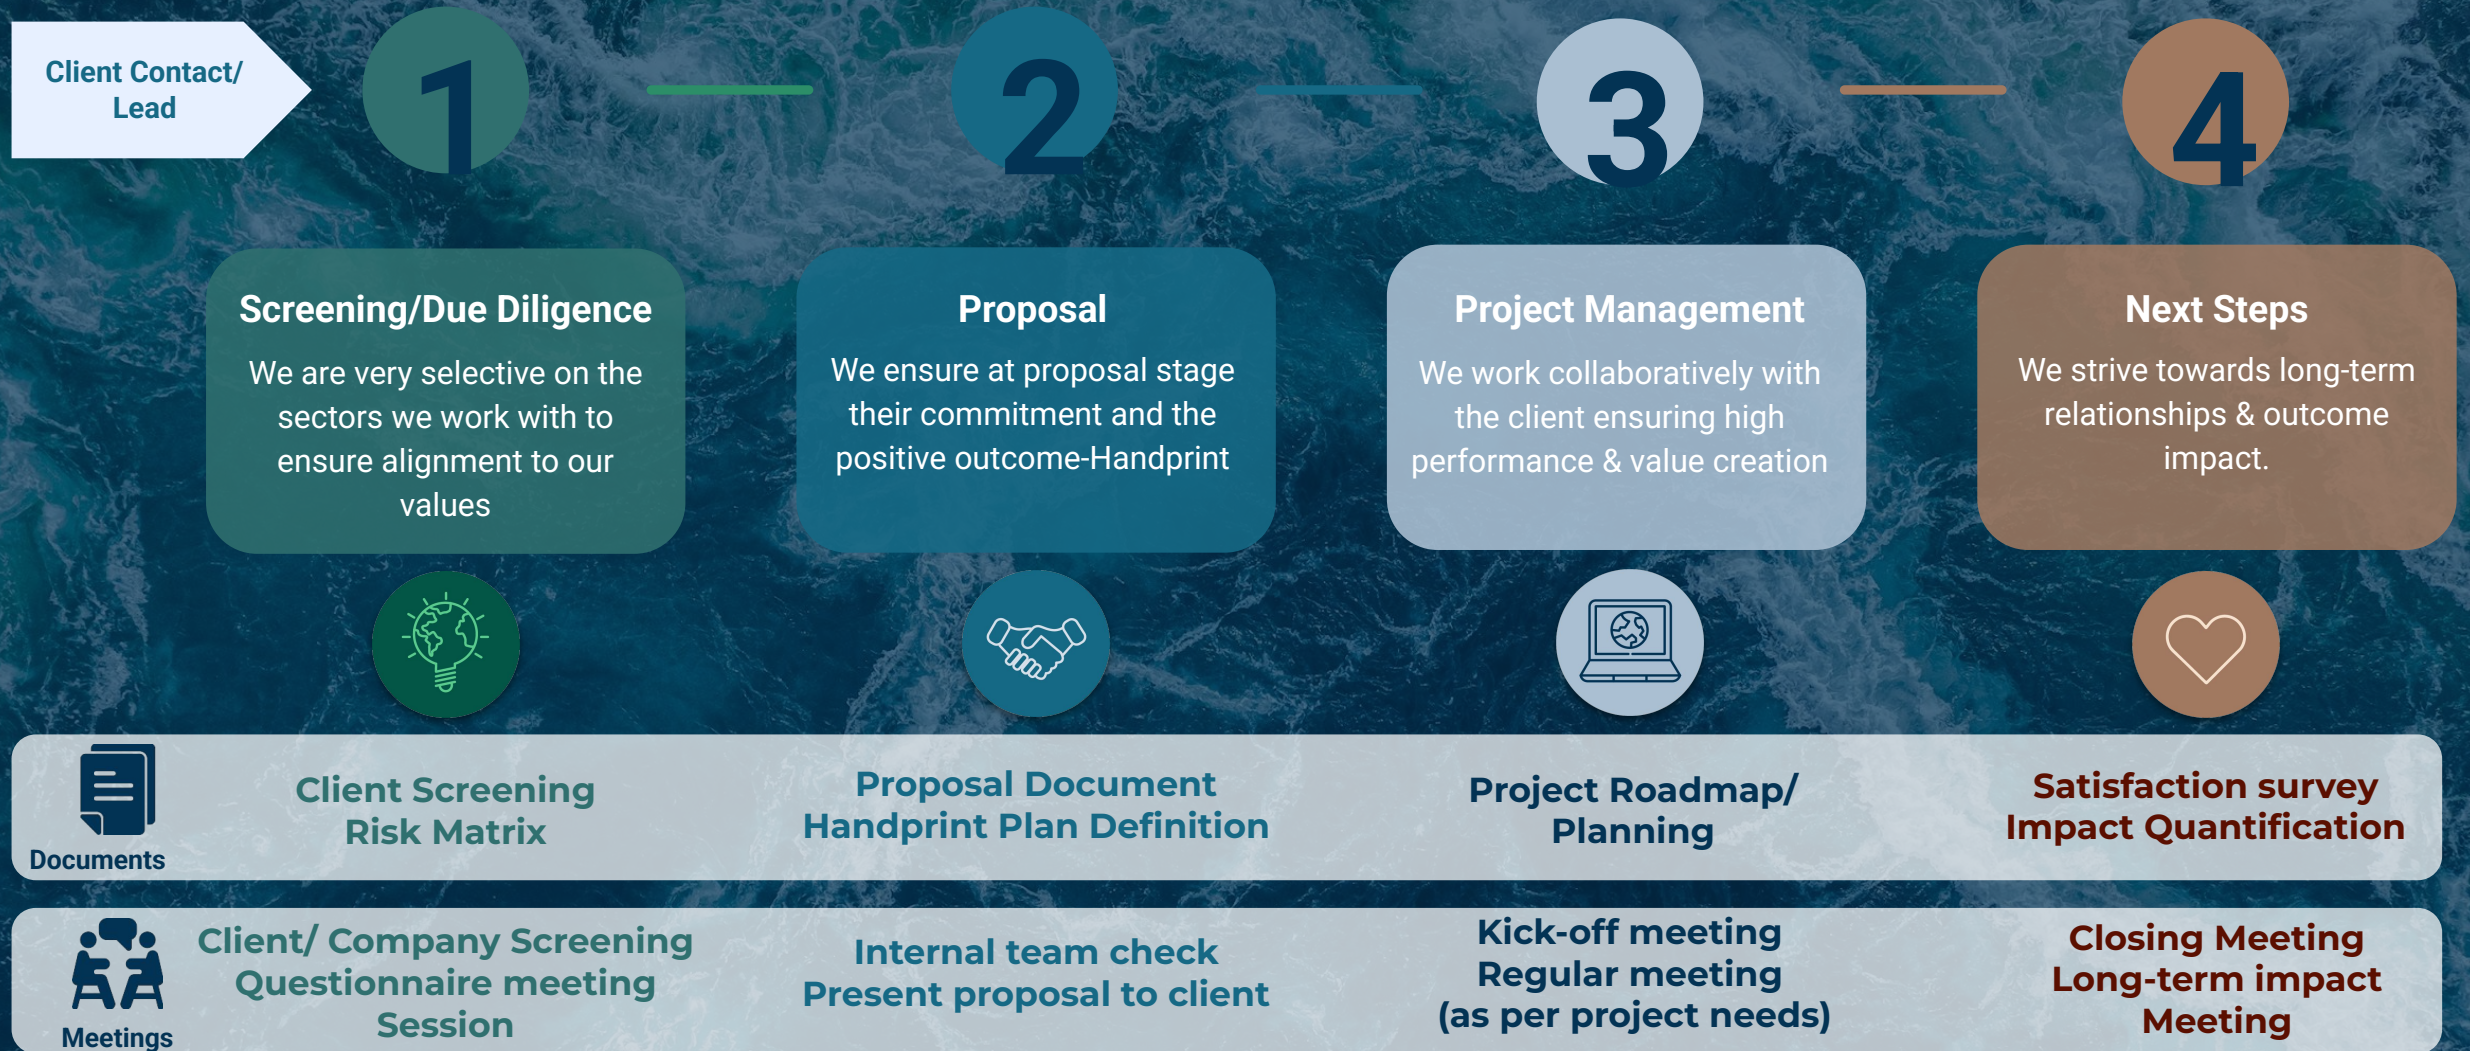 Client Contact/
Lead
1
2
3
4
Screening/Due Diligence
We are very selective on the
sectors we work with to
ensure alignment to our
values
Proposal
We ensure at proposal stage
their commitment and the
positive outcome-Handprint
Project Management
We work collaboratively with
the client ensuring high
performance & value creation
Next Steps
We strive towards long-term
relationships & outcome
impact.
Documents
Client Screening
Risk Matrix
Proposal Document
Handprint Plan Definition
Project Roadmap/
Planning
Satisfaction survey
Impact Quantification
Meetings
Client/ Company Screening
Questionnaire meeting
Session
Internal team check
Present proposal to client
Kick-off meeting
Regular meeting
(as per project needs)
Closing Meeting
Long-term impact
Meeting